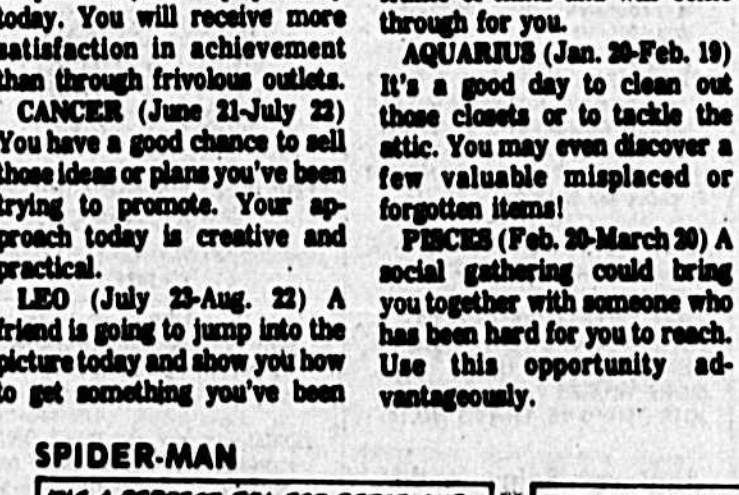 today. You will receive more
satisfaction in achievement
than through frivolous outlets.
CANCER (June 21-July 22)
You have a good chance to sell
those ideas or plans you've been
trying to promote. Your ap-
proach today is creative and
practical.
LEO (July 23-Aug. 22) A
friend is going to jump into the
picture today and show you how
to get something you've been
through for you.
AQUARIUS (Jan. 20-Feb. 19)
It's a good day to clean out
those closets or to tackle the
attic. You may even discover a
few valuable misplaced or
forgotten items!
PISCES (Feb. 20-March 20) A
social gathering could bring
you together with someone who
has been hard for you to reach.
Use this opportunity ad-
vantageously.
SPIDER-MAN